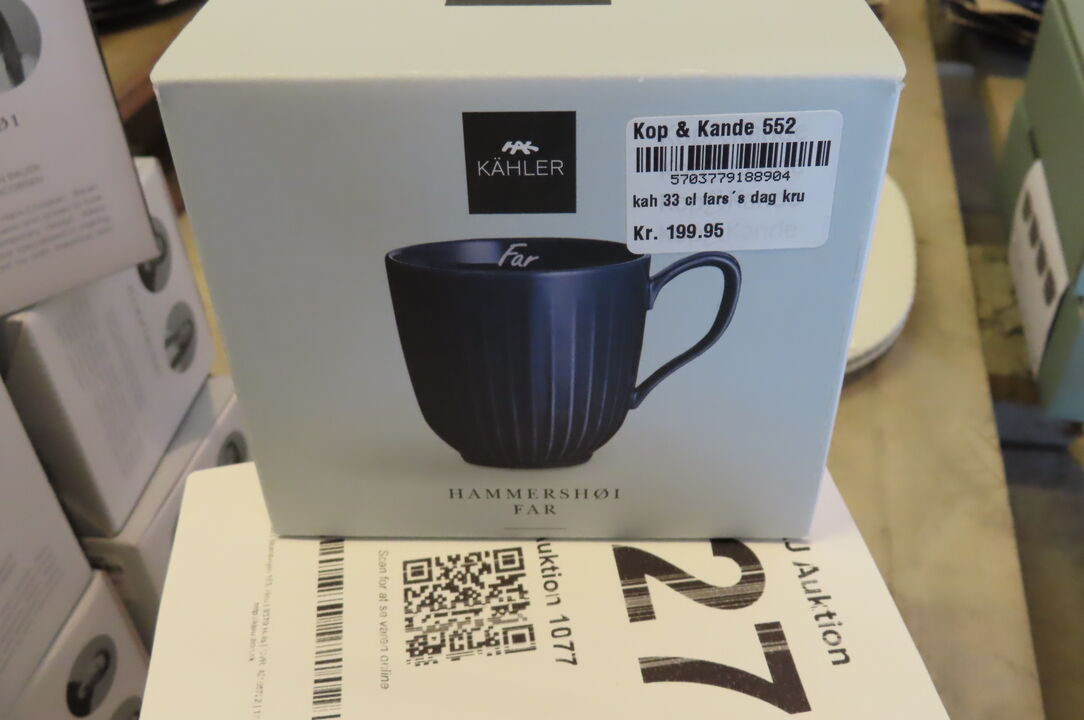 KÄHLER
Kop & Kande 552
5703779188904
kah 33 cl fars´s dag kru
Kr. 199.95
Far
HAMMERSHØI
FAR
Auktion
27
Auktion 1077
Scan for at se varen online